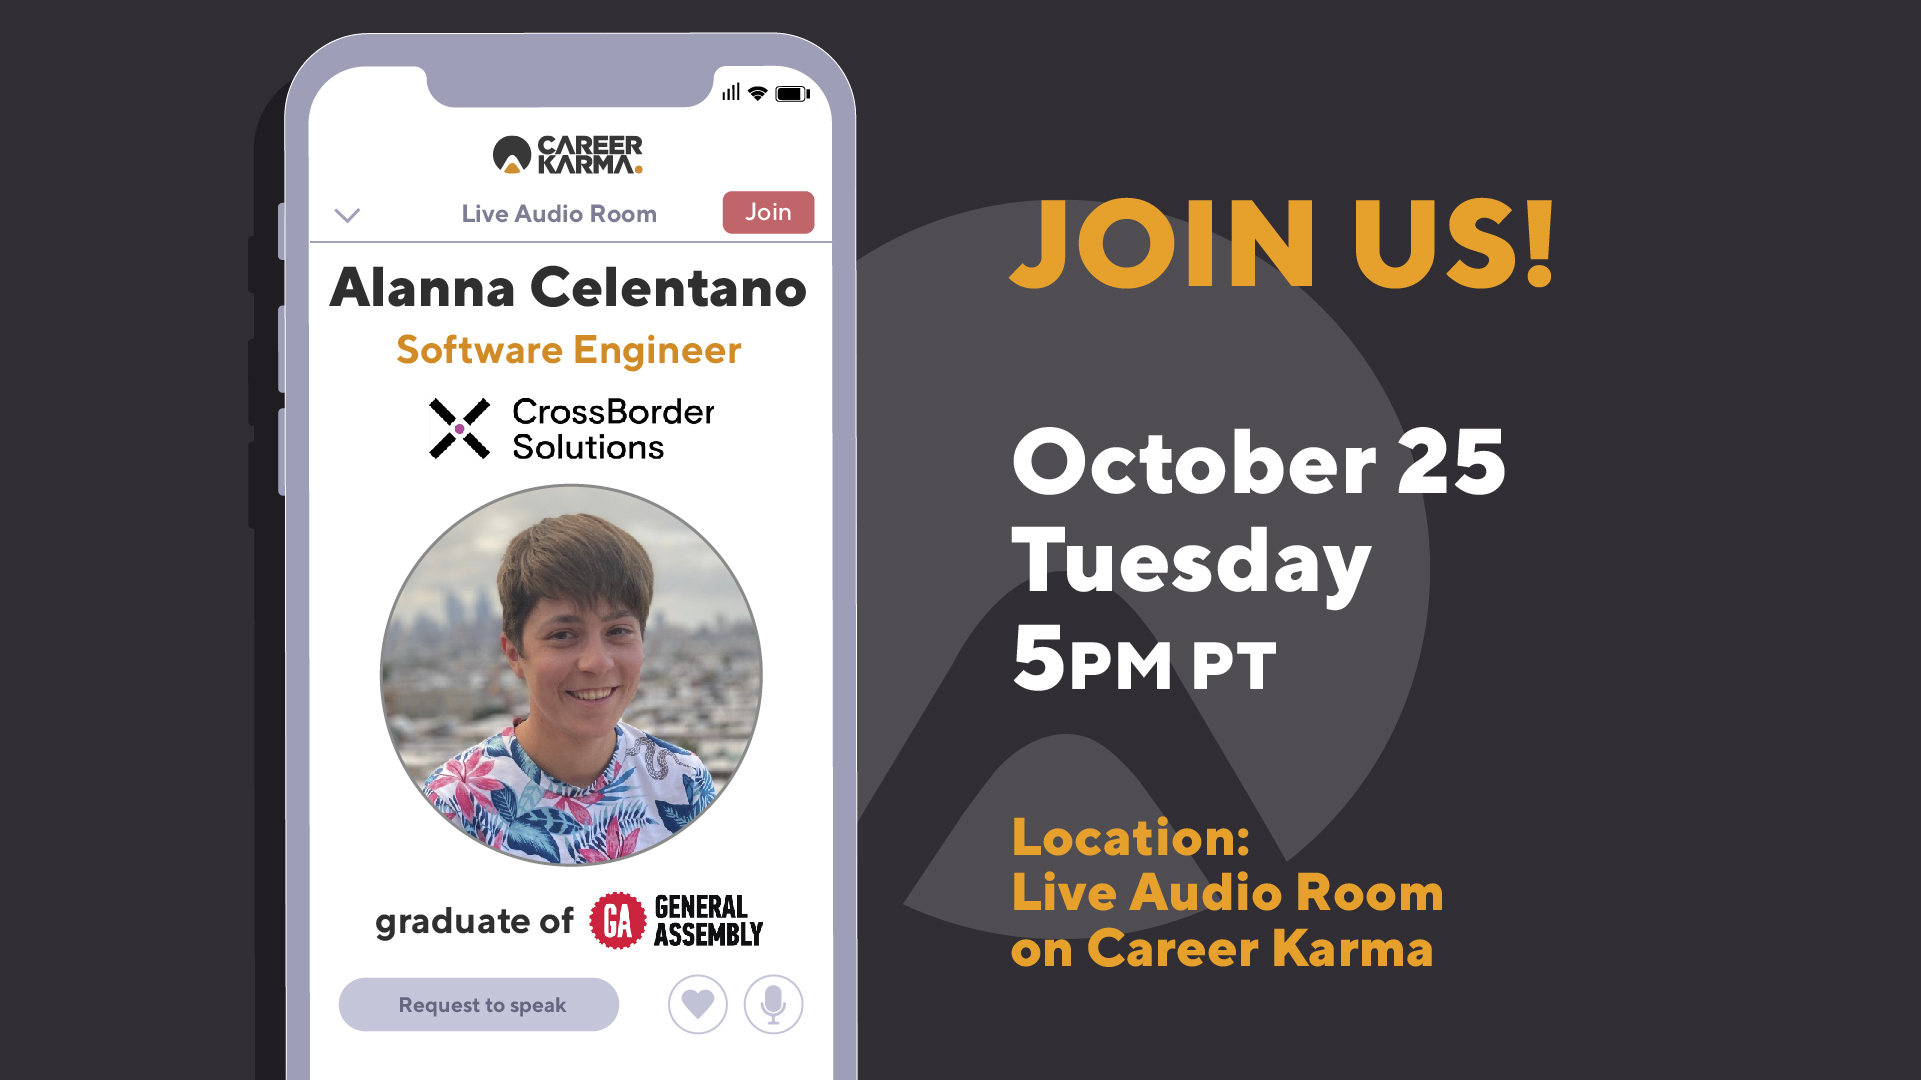 CAREER
KARMA.
Live Audio Room
Join
Alanna Celentano
Software Engineer
CrossBorder
Solutions
graduate of
GA
GENERAL
ASSEMBLY
Request to speak
JOIN US!
October 25
Tuesday
5PM PT
Location:
Live Audio Room
on Career Karma